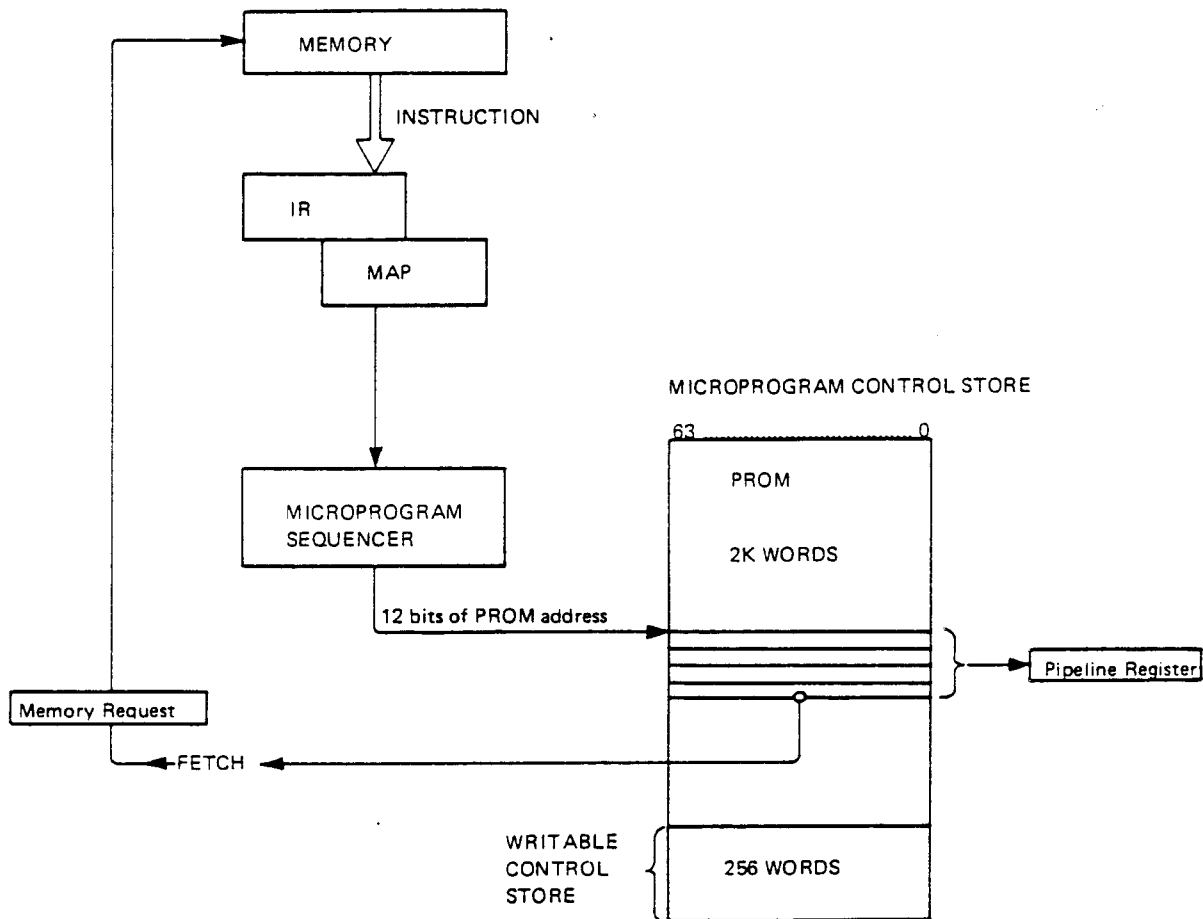 MEMORY
INSTRUCTION
IR
MAP
MICROPROGRAM CONTROL STORE
63
0
PROM
MICROPROGRAM
SEQUENCER
2K WORDS
12 bits of PROM address
Pipeline Register
Memory Request
FETCH
WRITABLE
CONTROL
STORE
256 WORDS